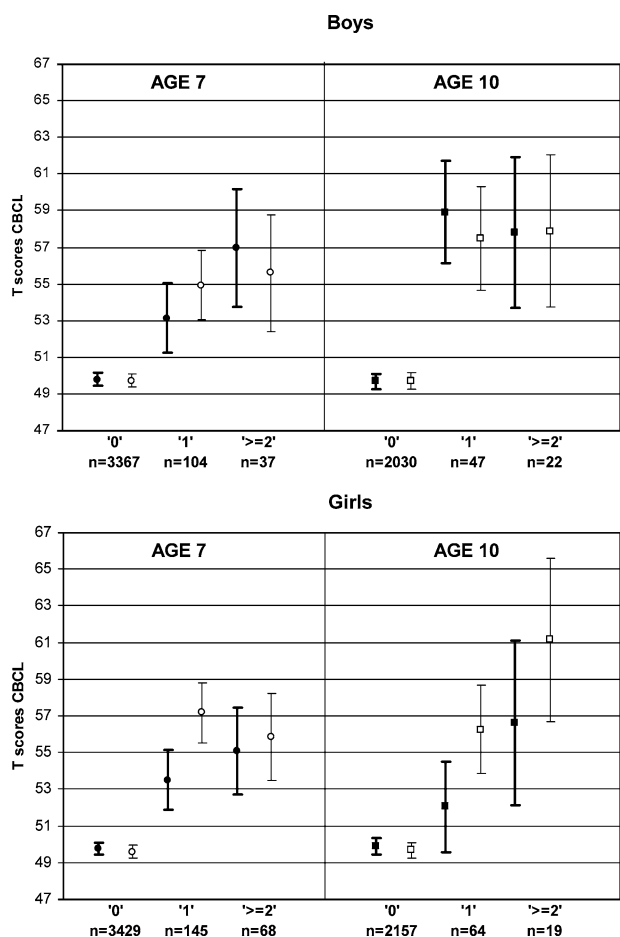 Boys
AGE 7 AGE 10
T scores CBCL
67
65
63
61
59
57
55
53
51
49
47
'0' '1' '>=2' '0' '1' '>=2'
n=3367 n=104 n=37 n=2030 n=47 n=22
Girls
AGE 7 AGE 10
T scores CBCL
67
65
63
61
59
57
55
53
51
49
47
'0' '1' '>=2' '0' '1' '>=2'
n=3429 n=145 n=68 n=2157 n=64 n=19